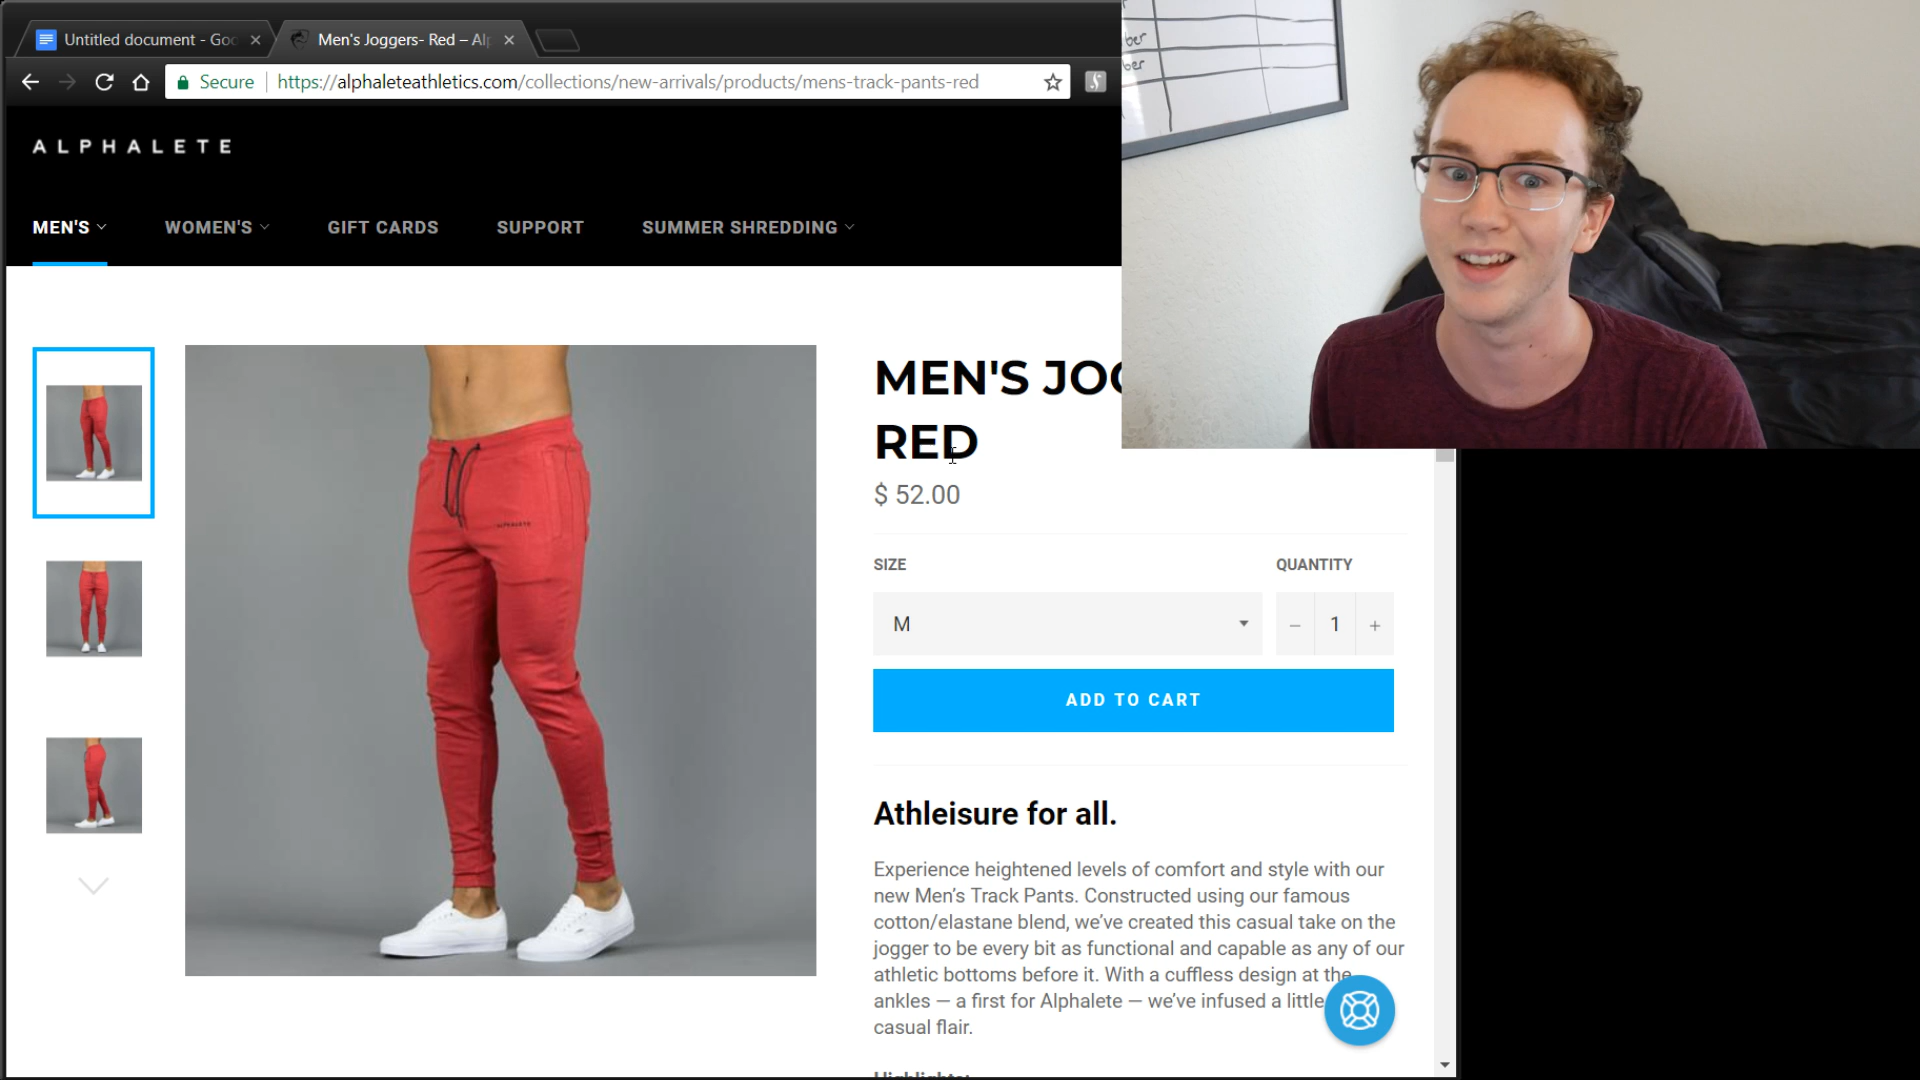 Untitled document - Goo
Men's Joggers- Red – Alp
Secure
https://alphaleteathletics.com/collections/new-arrivals/products/mens-track-pants-red
ber
ber
ALPHALETE
MEN'S
WOMEN'S
GIFT CARDS
SUPPORT
SUMMER SHREDDING
MEN'S JOG
RED
$ 52.00
SIZE
QUANTITY
M
− 1 +
ADD TO CART
ALPHALETE
Athleisure for all.
Experience heightened levels of comfort and style with our
new Men’s Track Pants. Constructed using our famous
cotton/elastane blend, we’ve created this casual take on the
jogger to be every bit as functional and capable as any of our
athletic bottoms before it. With a cuffless design at the
ankles — a first for Alphalete — we’ve infused a little
casual flair.
Highlights: